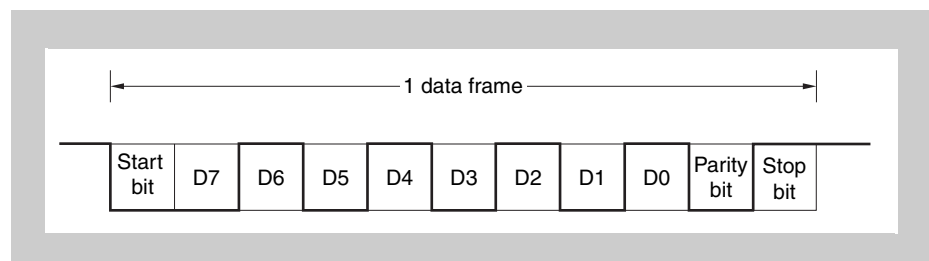 1 data frame
Start bit D7 D6 D5 D4 D3 D2 D1 D0 Parity bit Stop bit